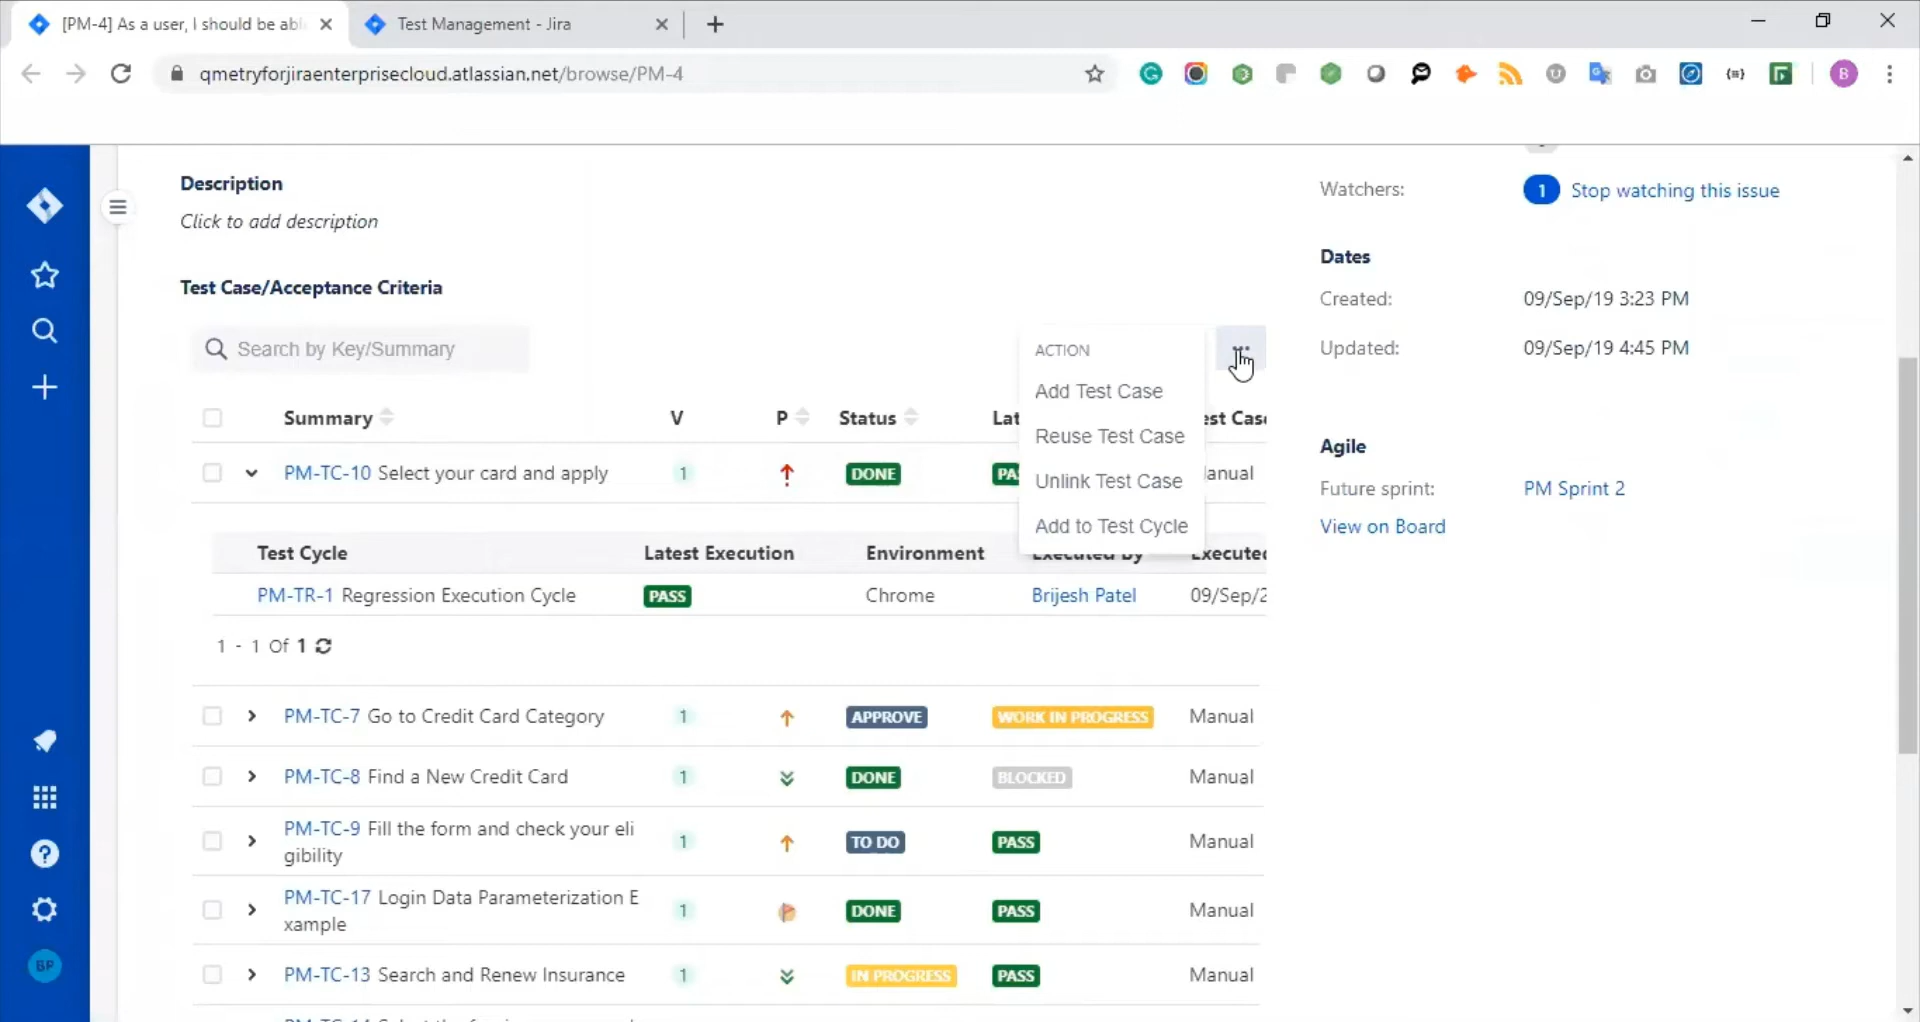 [PM-4] As a user, I should be abl
Test Management - Jira
qmetryforjiraenterprisecloud.atlassian.net/browse/PM-4
B
Description
Click to add description
Test Case/Acceptance Criteria
Search by Key/Summary
ACTION
Add Test Case
Reuse Test Case
Unlink Test Case
Add to Test Cycle
Summary V P Status Lat est Case
PM-TC-10 Select your card and apply 1 DONE PA anual
Test Cycle Latest Execution Environment Executed By Executed
PM-TR-1 Regression Execution Cycle PASS Chrome Brijesh Patel 09/Sep/2
1 - 1 Of 1
PM-TC-7 Go to Credit Card Category 1 APPROVE WORK IN PROGRESS Manual
PM-TC-8 Find a New Credit Card 1 DONE BLOCKED Manual
PM-TC-9 Fill the form and check your eli
gibility 1 TO DO PASS Manual
PM-TC-17 Login Data Parameterization E
xample 1 DONE PASS Manual
PM-TC-13 Search and Renew Insurance 1 IN PROGRESS PASS Manual
Watchers: 1 Stop watching this issue
Dates
Created: 09/Sep/19 3:23 PM
Updated: 09/Sep/19 4:45 PM
Agile
Future sprint: PM Sprint 2
View on Board
BP